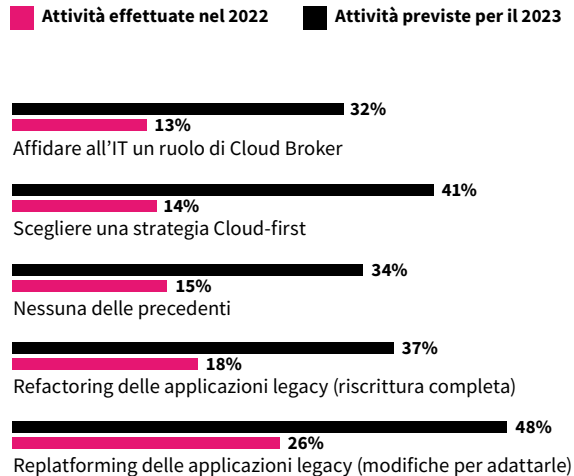 Attività effettuate nel 2022
Attività previste per il 2023
32%
13%
Affidare all'IT un ruolo di Cloud Broker
41%
14%
Scegliere una strategia Cloud-first
34%
15%
Nessuna delle precedenti
37%
18%
Refactoring delle applicazioni legacy (riscrittura completa)
48%
26%
Replatforming delle applicazioni legacy (modifiche per adattarle)